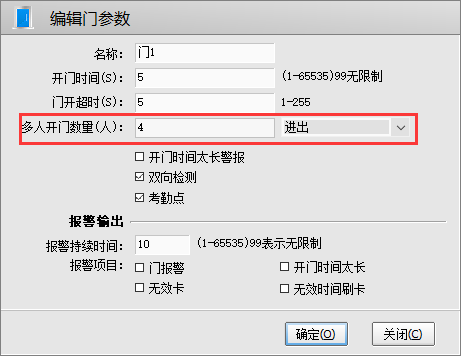 编辑门参数
名称: 门1
开门时间(S): 5 (1-65535)99无限制
门开超时(S): 5 1-255
多人开门数量(人): 4 进出
开门时间太长警报
双向检测
考勤点
报警输出
报警持续时间: 10 (1-65535)99表示无限制
报警项目: 门报警 开门时间太长
无效卡 无效时间刷卡
确定(O) 关闭(C)